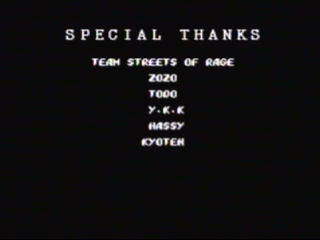 SPECIAL THANKS
TEAM STREETS OF RAGE
ZOZO
TODO
Y.K.K
HASSY
KYOTEN